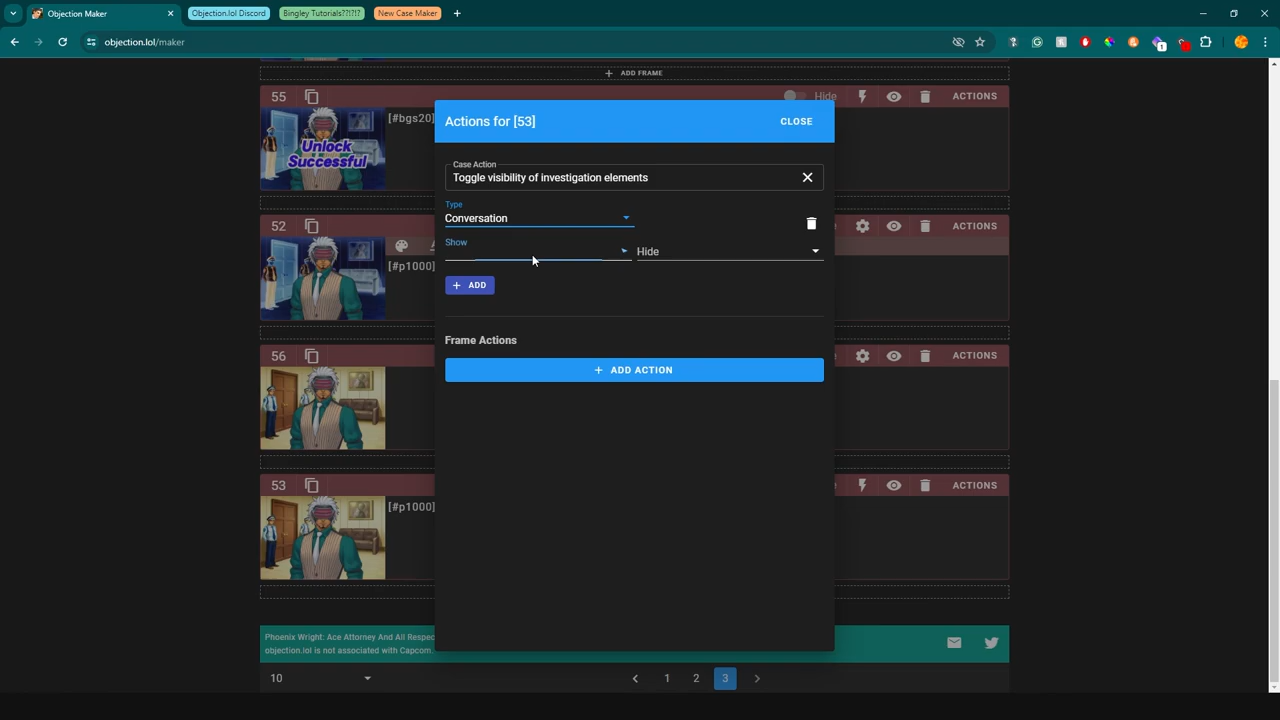 Objection Maker
Objection.lol Discord
Bingley Tutorials??!?!?
New Case Maker
objection.lol/maker
1
ADD FRAME
55
Hide
ACTIONS
[#bgs20]
Unlock
Successful
52
ACTIONS
[#p1000]
56
ACTIONS
53
ACTIONS
[#p1000]
Actions for [53]
CLOSE
Case Action
Toggle visibility of investigation elements
Type
Conversation
Show
Hide
ADD
Frame Actions
ADD ACTION
Phoenix Wright: Ace Attorney And All Respec
objection.lol is not associated with Capcom.
10
1
2
3